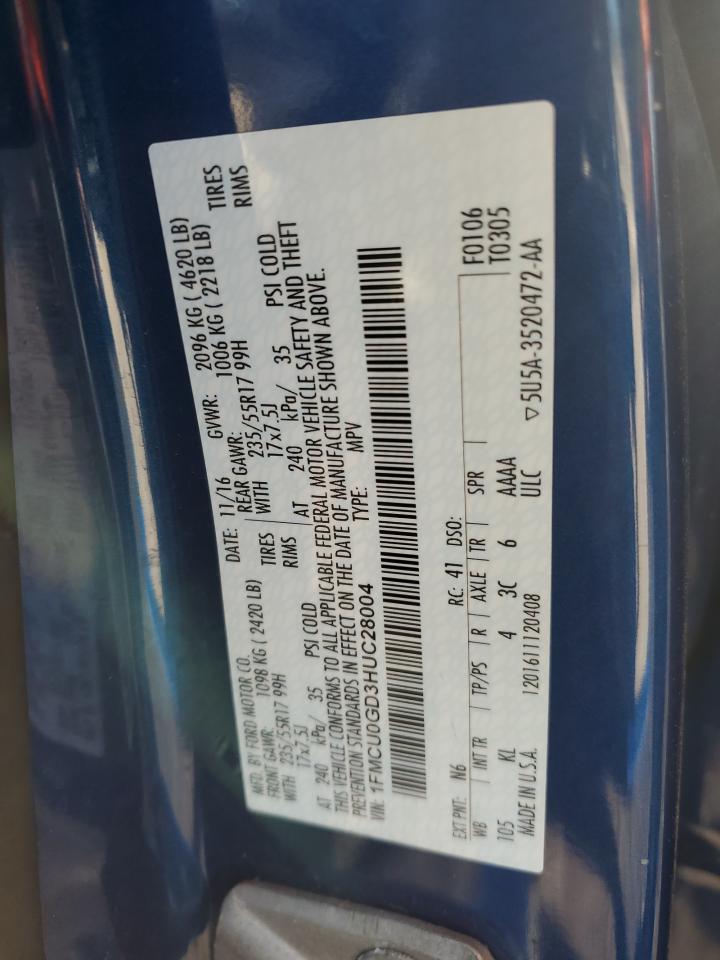 MFD. BY FORD MOTOR CO. DATE: 11/16 GVWR: 2096 KG ( 4620 LB)
FRONT GAWR: 1098 KG ( 2420 LB) REAR GAWR: 1006 KG ( 2218 LB)
WITH 235/55R17 99H TIRES WITH 235/55R17 99H TIRES
17x7.5J RIMS 17x7.5J RIMS
AT 240 kPa/ 35 PSI COLD AT 240 kPa/ 35 PSI COLD
THIS VEHICLE CONFORMS TO ALL APPLICABLE FEDERAL MOTOR VEHICLE SAFETY AND THEFT
PREVENTION STANDARDS IN EFFECT ON THE DATE OF MANUFACTURE SHOWN ABOVE.
VIN: 1FMCU0GD3HUC28004 TYPE: MPV
EXT PNT: N6 RC: 41 DSO: F0106
WB INT TR TP/PS R AXLE TR SPR T0305
105 KL 4 3C 6 AAAA
MADE IN U.S.A. 1201611120408 ULC ▽5U5A-3520472-AA